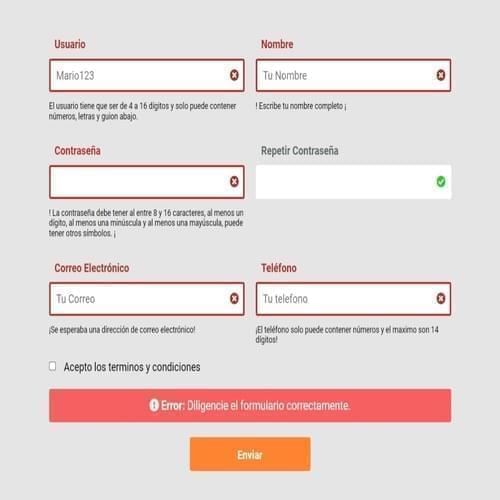 Usuario
Nombre
Mario123
Tu Nombre
El usuario tiene que ser de 4 a 16 dígitos y solo puede contener
números, letras y guion abajo.
! Escribe tu nombre completo ¡
Contraseña
Repetir Contraseña
! La contraseña debe tener al entre 8 y 16 caracteres, al menos un
dígito, al menos una minúscula y al menos una mayúscula, puede
tener otros símbolos. ¡
Correo Electrónico
Teléfono
Tu Correo
Tu telefono
¡Se esperaba una dirección de correo electrónico!
¡El teléfono solo puede contener números y el maximo son 14
dígitos!
Acepto los terminos y condiciones
Error: Diligencie el formulario correctamente.
Enviar